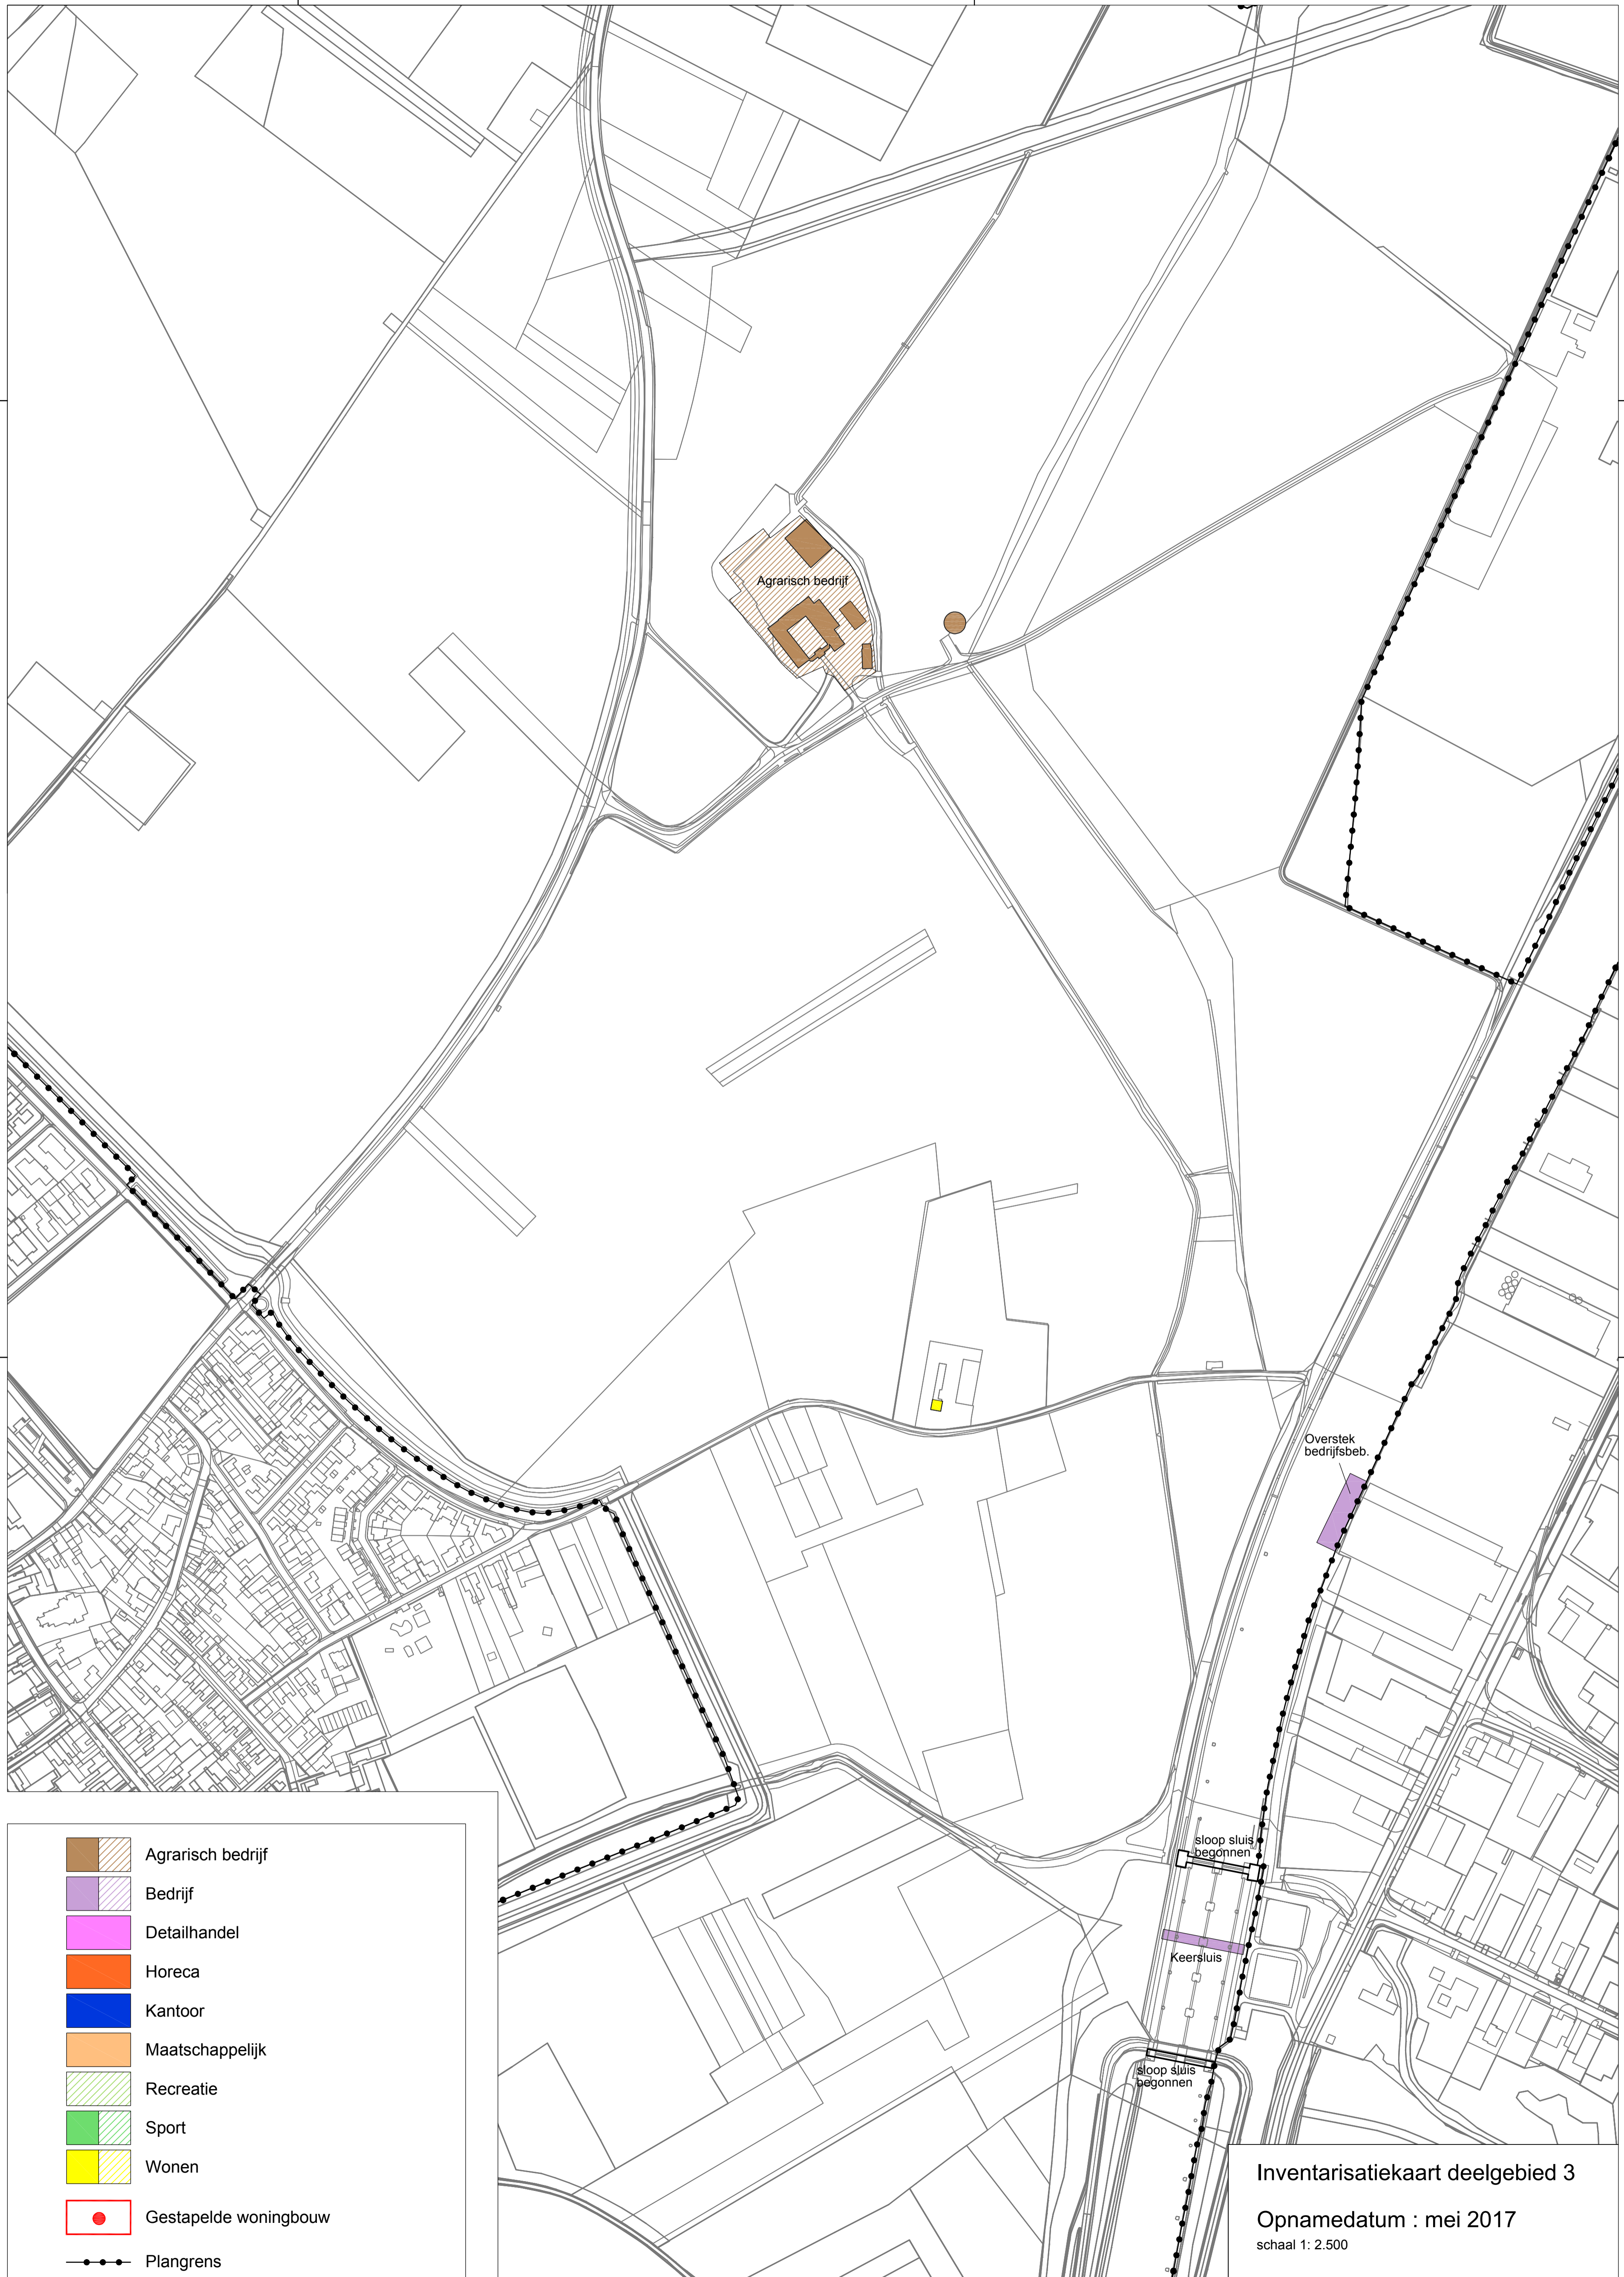 Agrarisch bedrijf
Overstek
bedrijfsbeb.
sloop sluis
begonnen
Keersluis
sloop sluis
begonnen
Agrarisch bedrijf
Bedrijf
Detailhandel
Horeca
Kantoor
Maatschappelijk
Recreatie
Sport
Wonen
Gestapelde woningbouw
Plangrens
Inventarisatiekaart deelgebied 3
Opnamedatum : mei 2017
schaal 1: 2.500